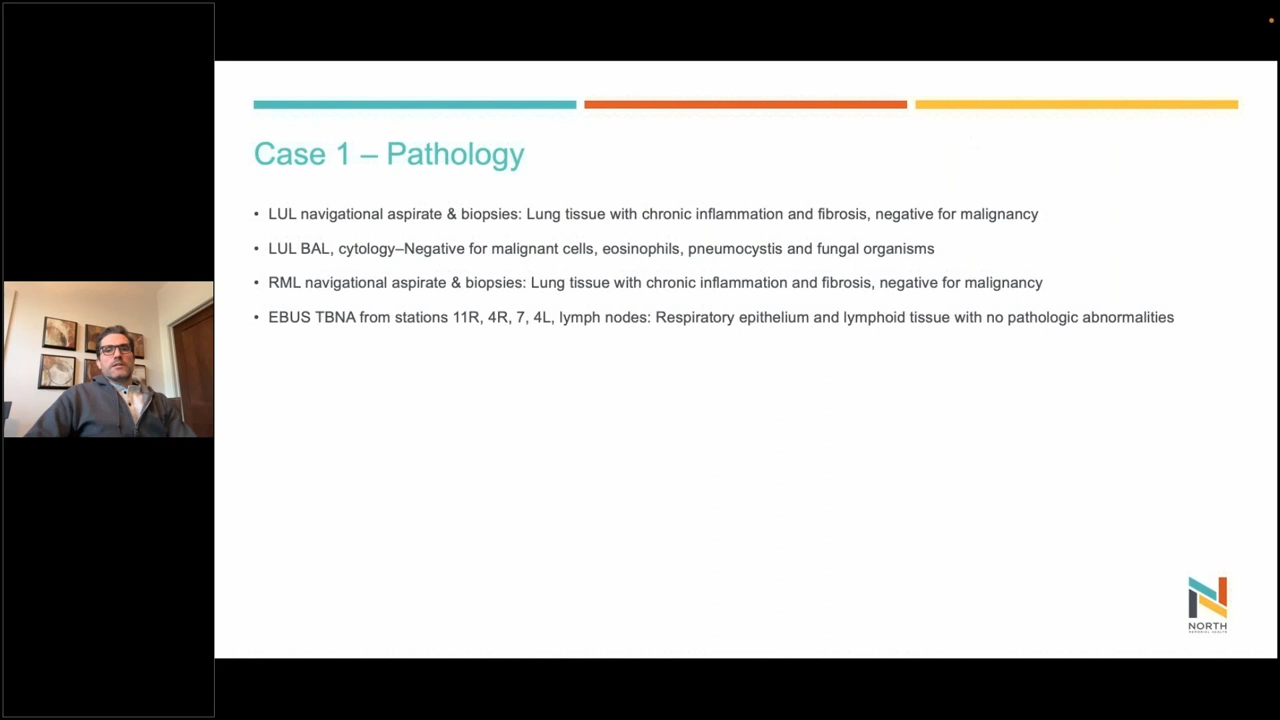 Case 1 – Pathology
• LUL navigational aspirate & biopsies: Lung tissue with chronic inflammation and fibrosis, negative for malignancy
• LUL BAL, cytology–Negative for malignant cells, eosinophils, pneumocystis and fungal organisms
• RML navigational aspirate & biopsies: Lung tissue with chronic inflammation and fibrosis, negative for malignancy
• EBUS TBNA from stations 11R, 4R, 7, 4L, lymph nodes: Respiratory epithelium and lymphoid tissue with no pathologic abnormalities
NORTH
MEMORIAL HEALTH